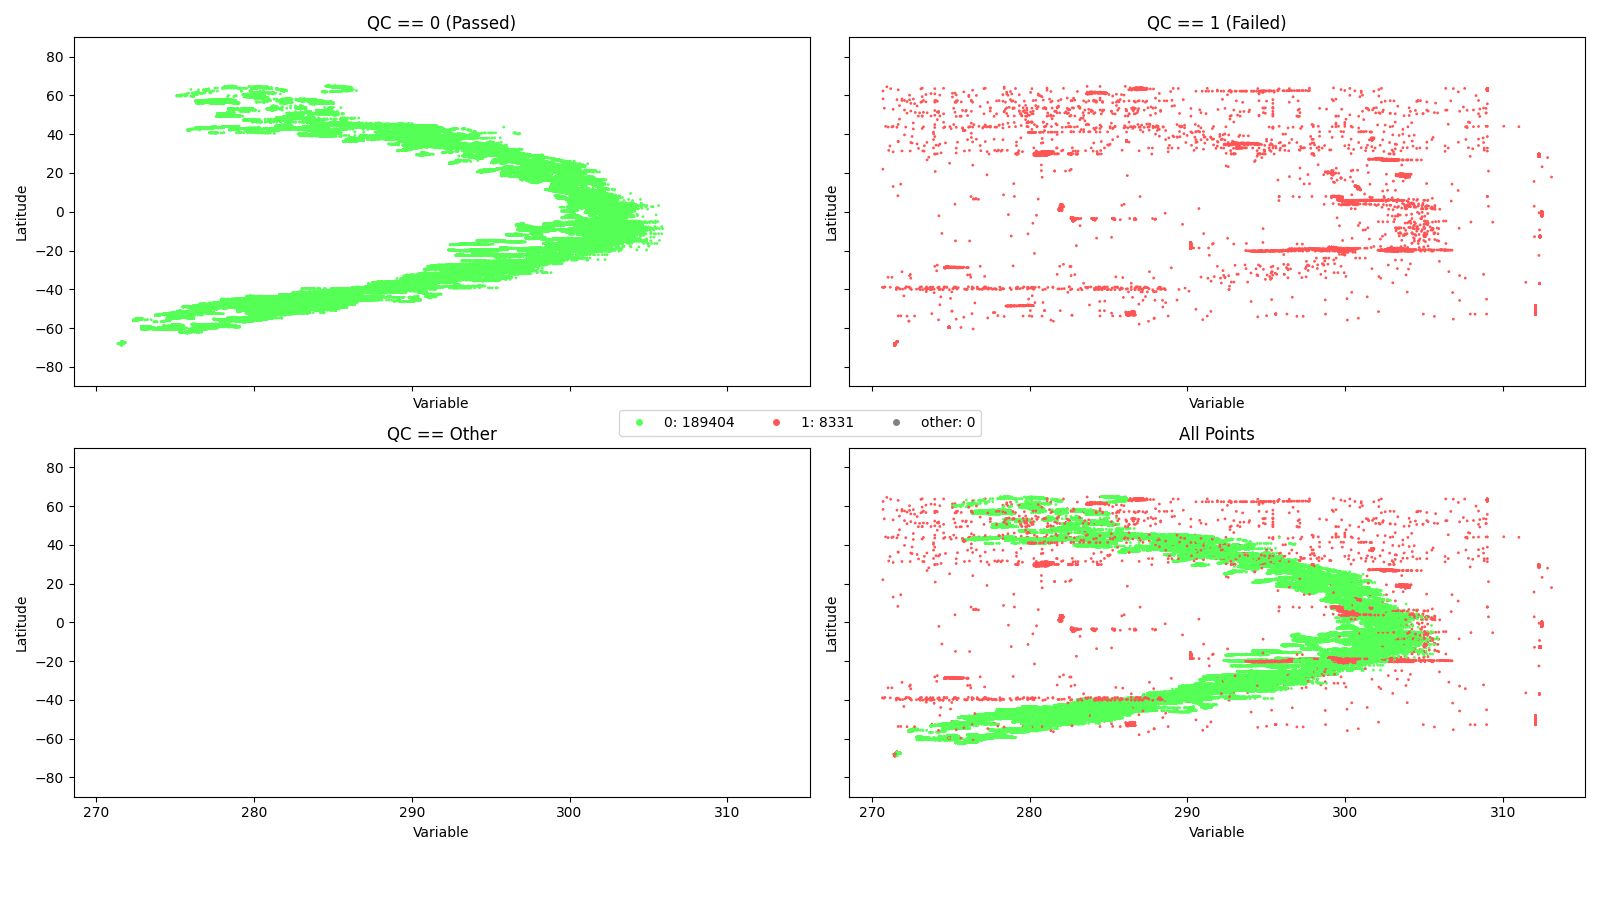 QC == 0 (Passed)
QC == 1 (Failed)
80
60
40
20
0
−20
−40
−60
−80
Latitude
Latitude
Variable
Variable
0: 189404
1: 8331
other: 0
QC == Other
All Points
80
60
40
20
0
−20
−40
−60
−80
Latitude
Latitude
270
280
290
300
310
270
280
290
300
310
Variable
Variable